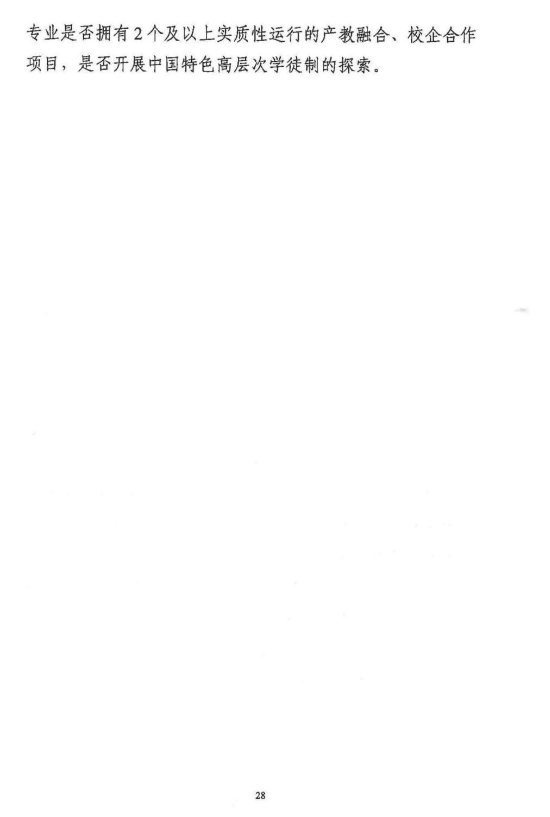 专业是否拥有2个及以上实质性运行的产教融合、校企合作
项目，是否开展中国特色高层次学徒制的探索。
28